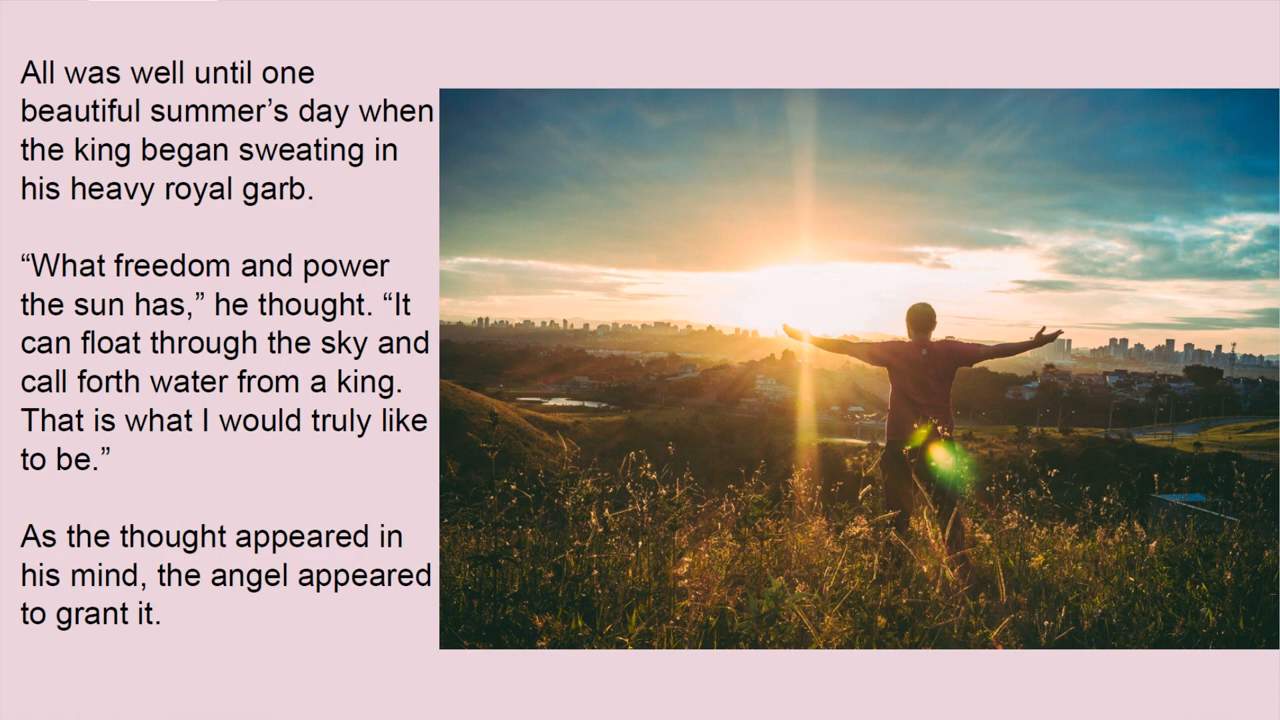 All was well until one
beautiful summer’s day when
the king began sweating in
his heavy royal garb.
“What freedom and power
the sun has,” he thought. “It
can float through the sky and
call forth water from a king.
That is what I would truly like
to be.”
As the thought appeared in
his mind, the angel appeared
to grant it.